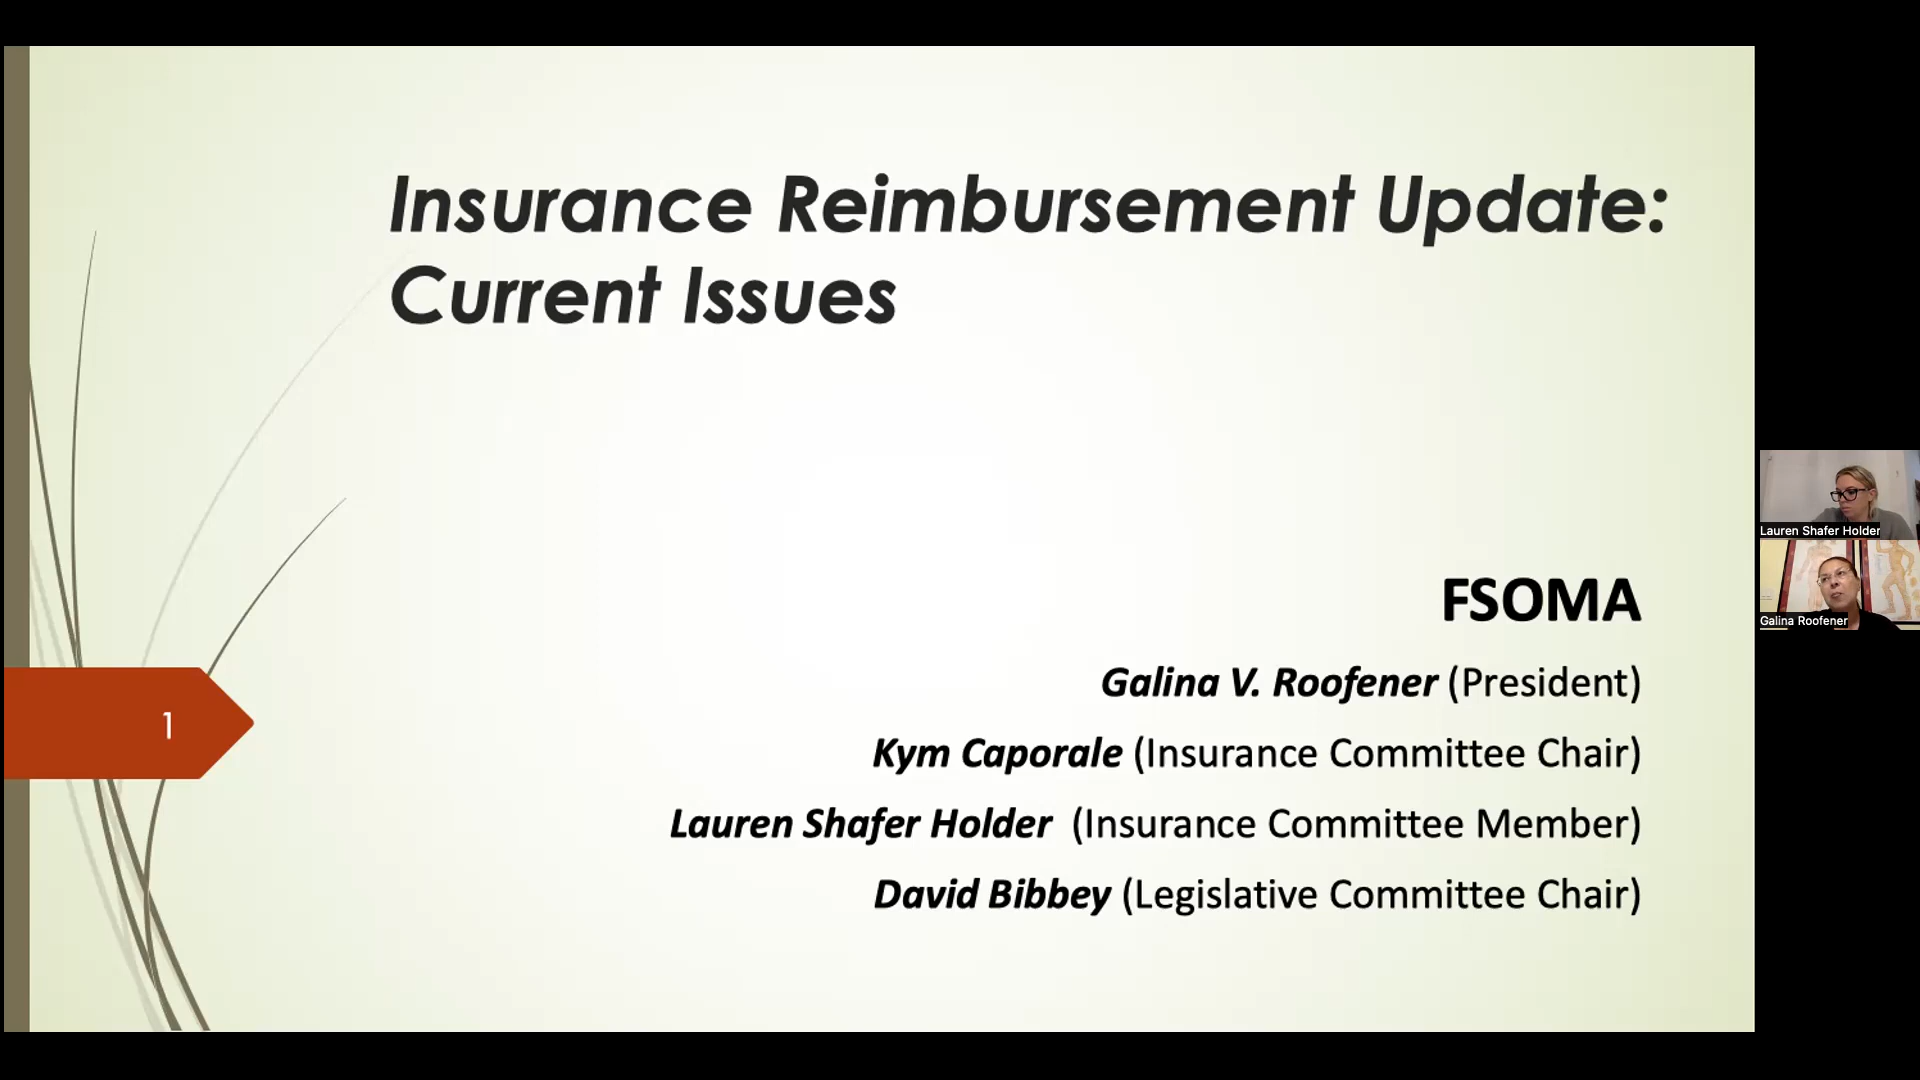 Insurance Reimbursement Update:
Current Issues
FSOMA
Galina V. Roofener (President)
Kym Caporale (Insurance Committee Chair)
Lauren Shafer Holder (Insurance Committee Member)
David Bibbey (Legislative Committee Chair)
1
Lauren Shafer Holder
Galina Roofener